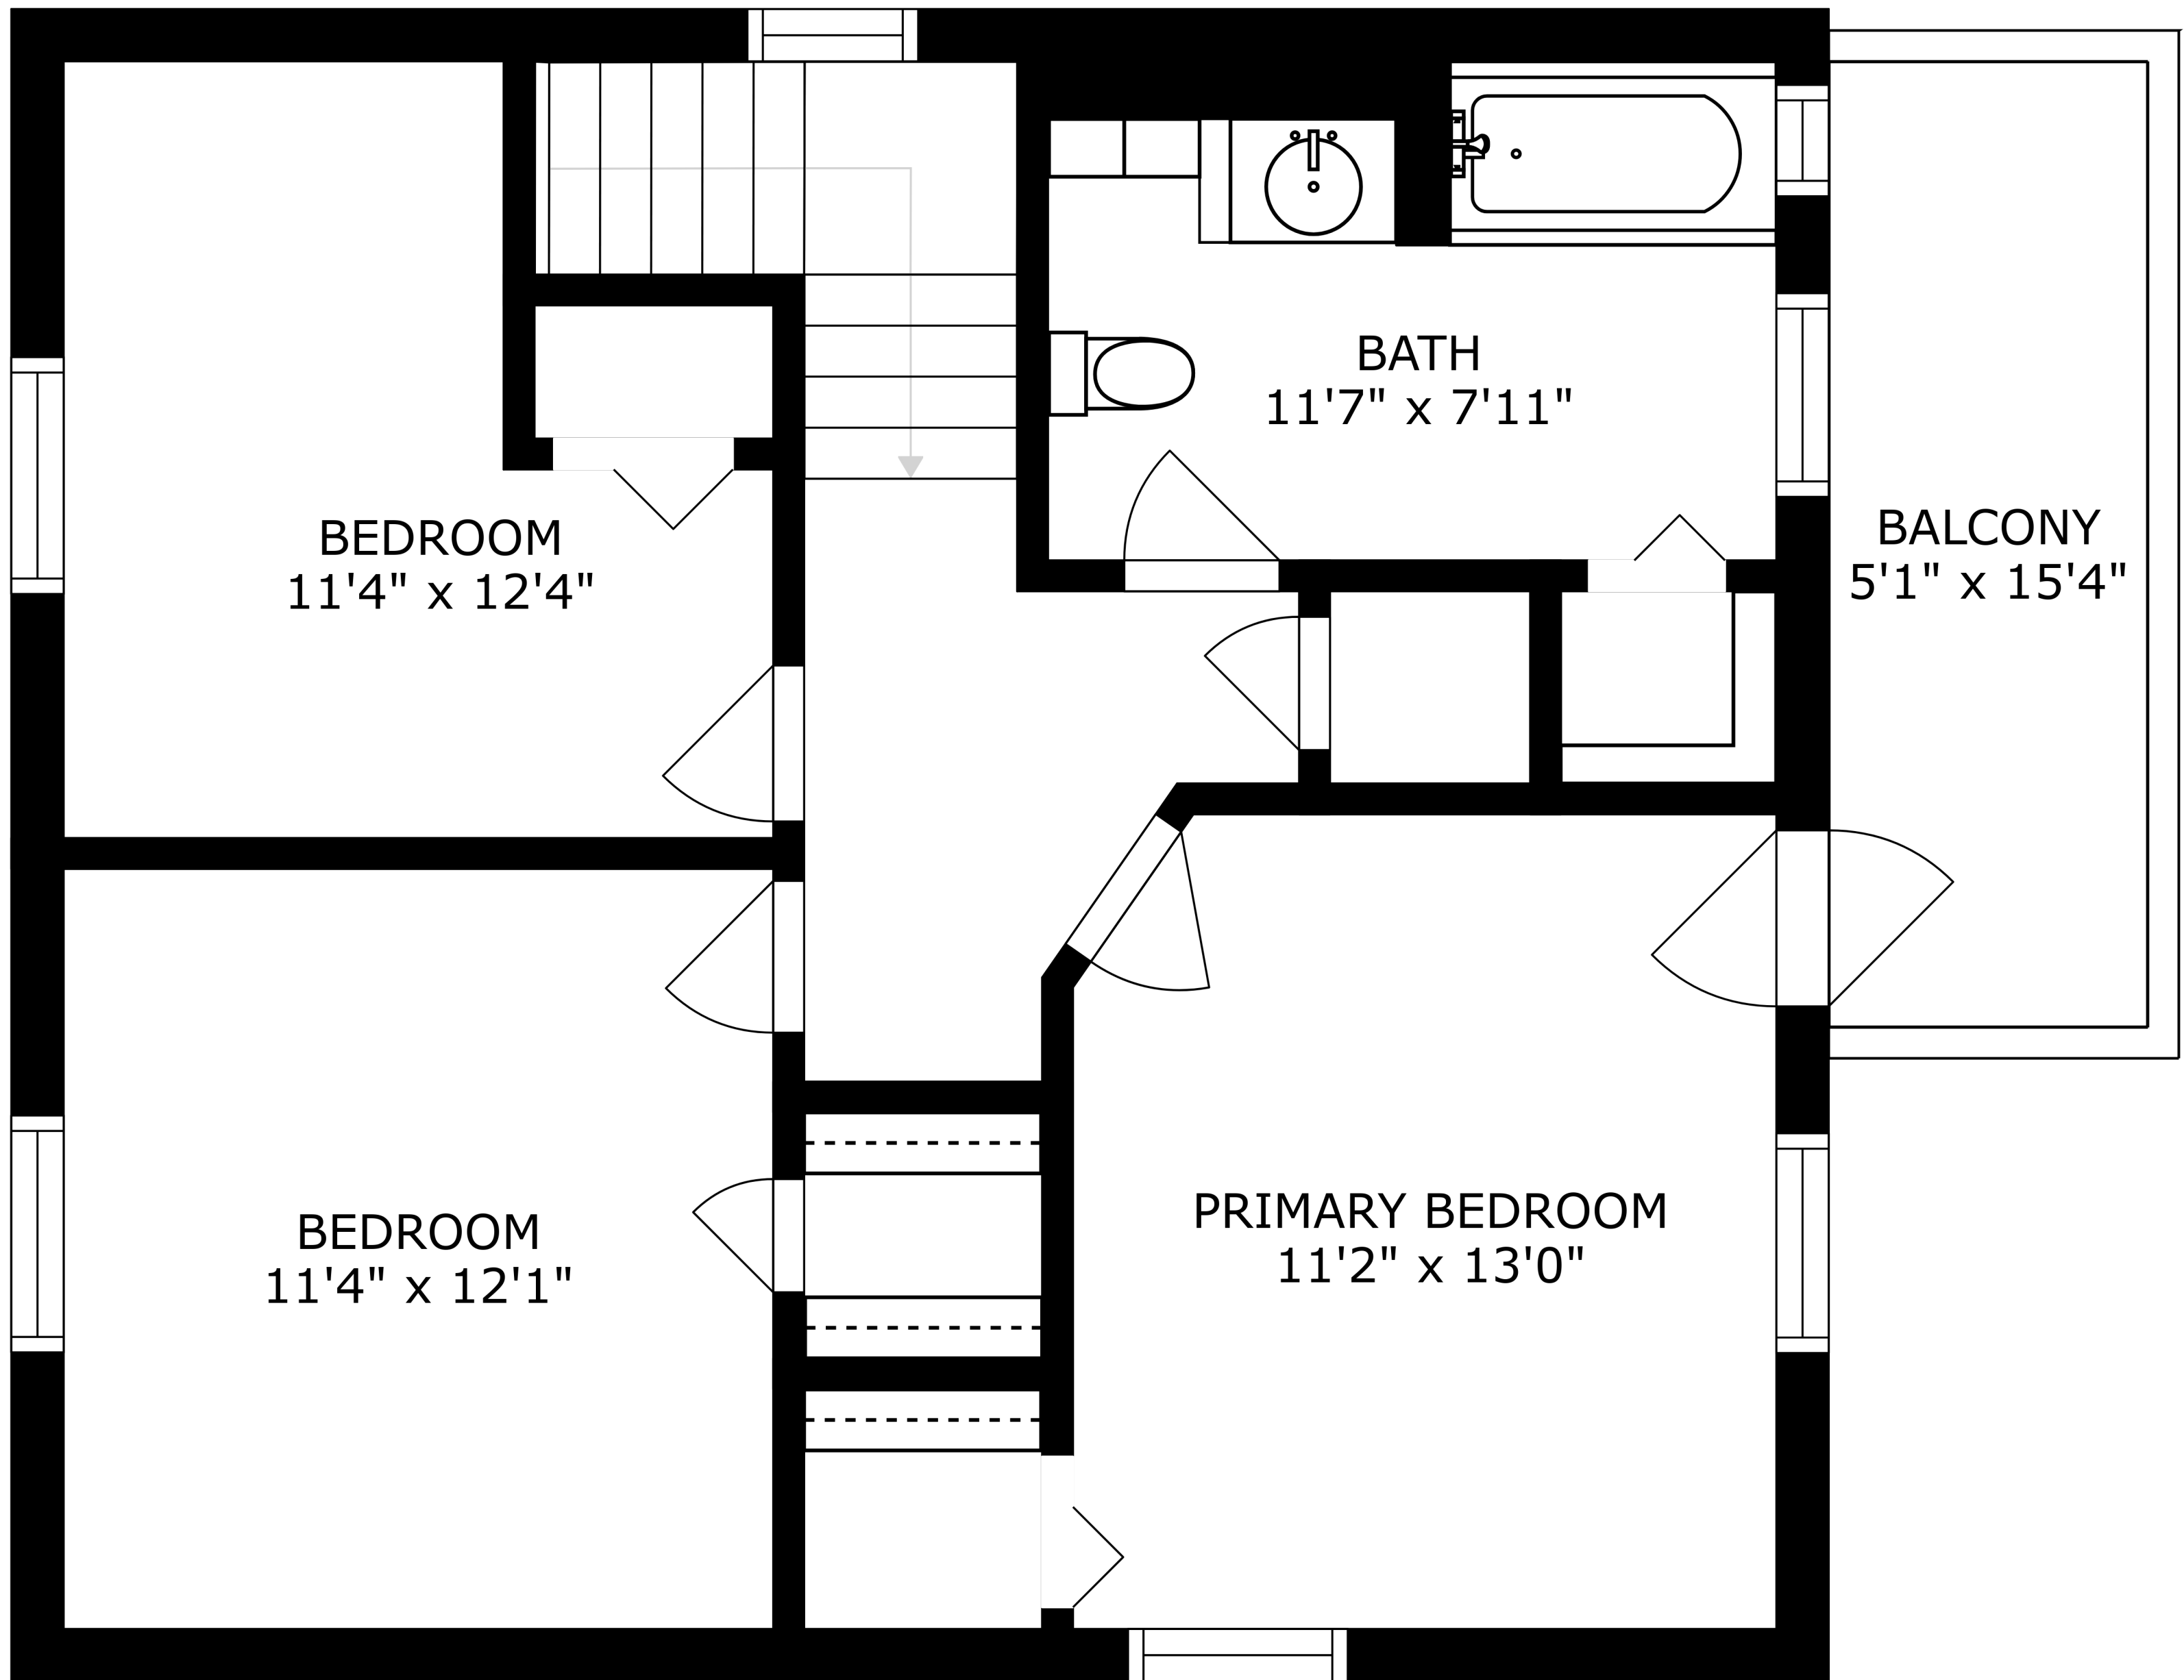 BATH
11'7" x 7'11"
BEDROOM
11'4" x 12'4"
BALCONY
5'1" x 15'4"
BEDROOM
11'4" x 12'1"
PRIMARY BEDROOM
11'2" x 13'0"